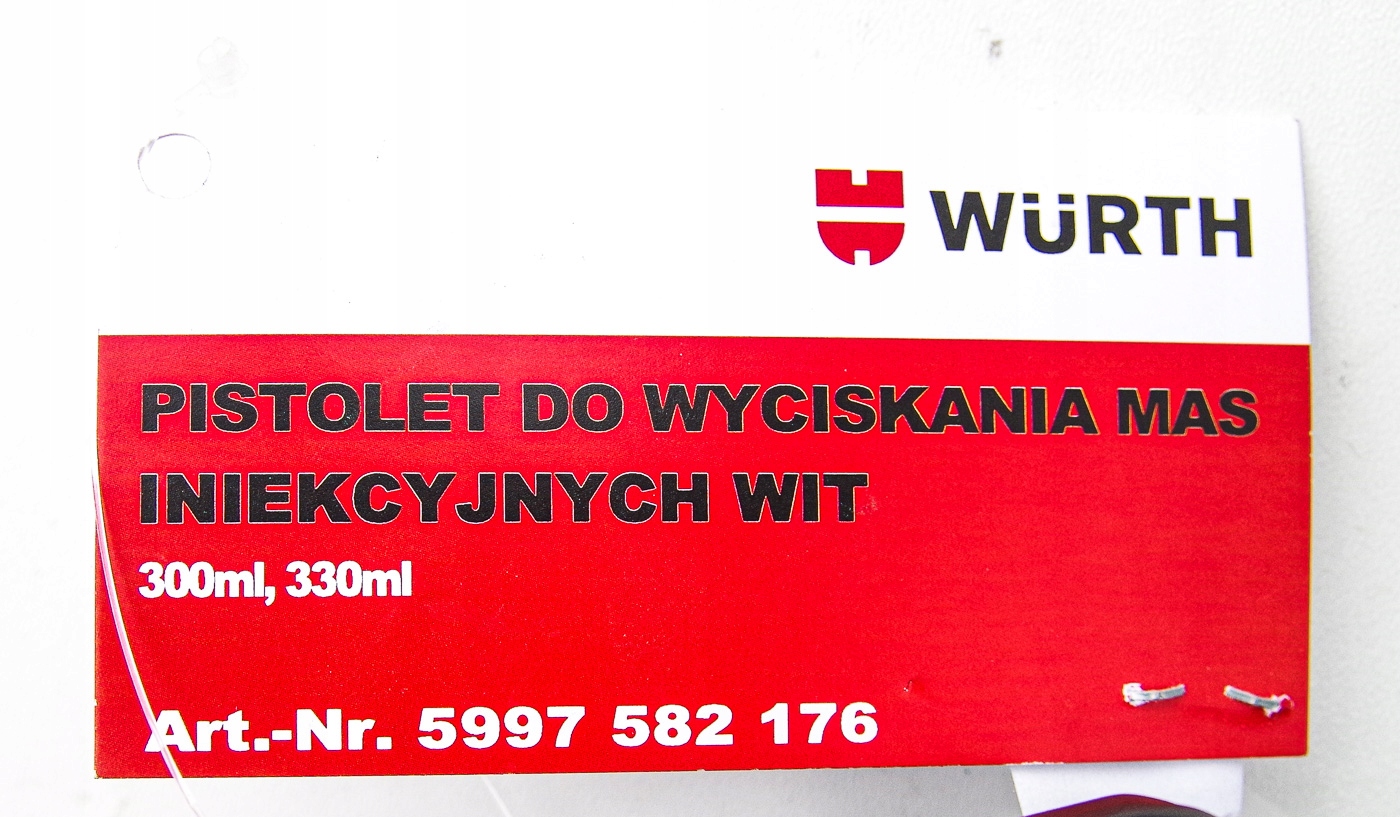 WÜRTH
PISTOLET DO WYCISKANIA MAS
INIEKCYJNYCH WIT
300ml, 330ml
Art.-Nr. 5997 582 176